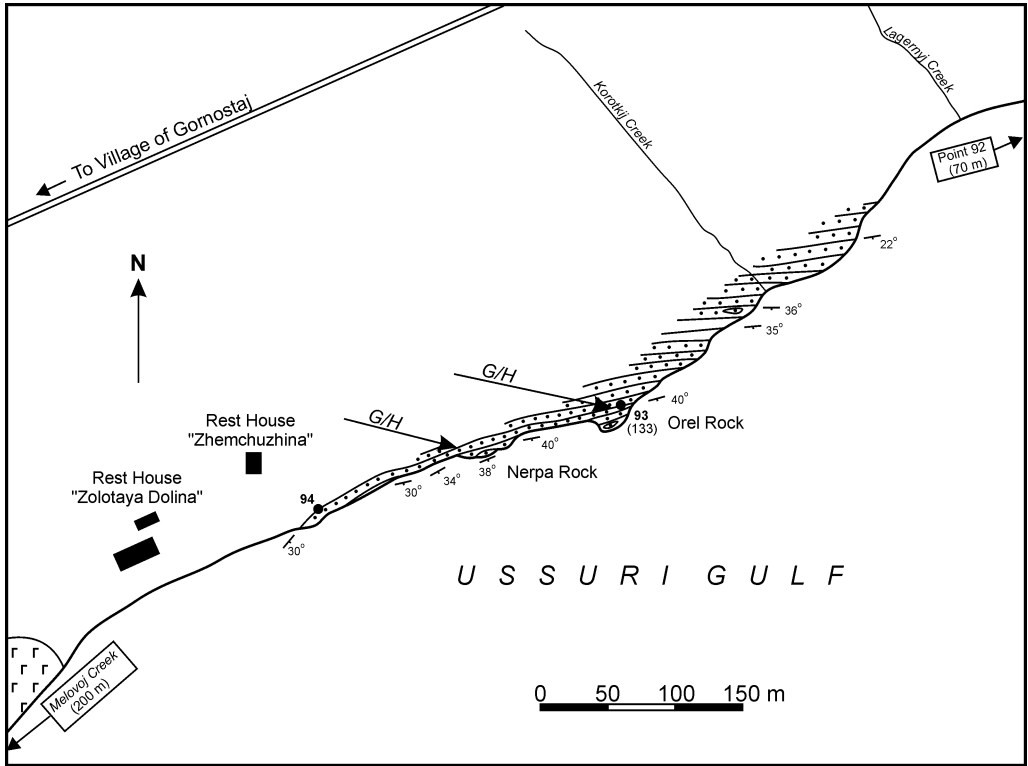 Lagernyj Creek
Korotkij Creek
To Village of Gornostaj
Point 92
(70 m)
22°
N
36°
35°
G/H
40°
93
(133)
Orel Rock
G/H
Rest House
"Zhemchuzhina"
40°
38°
Nerpa Rock
34°
30°
Rest House
"Zolotaya Dolina"
94
30°
USSURI GULF
Melovoj Creek
(200 m)
0 50 100 150 m